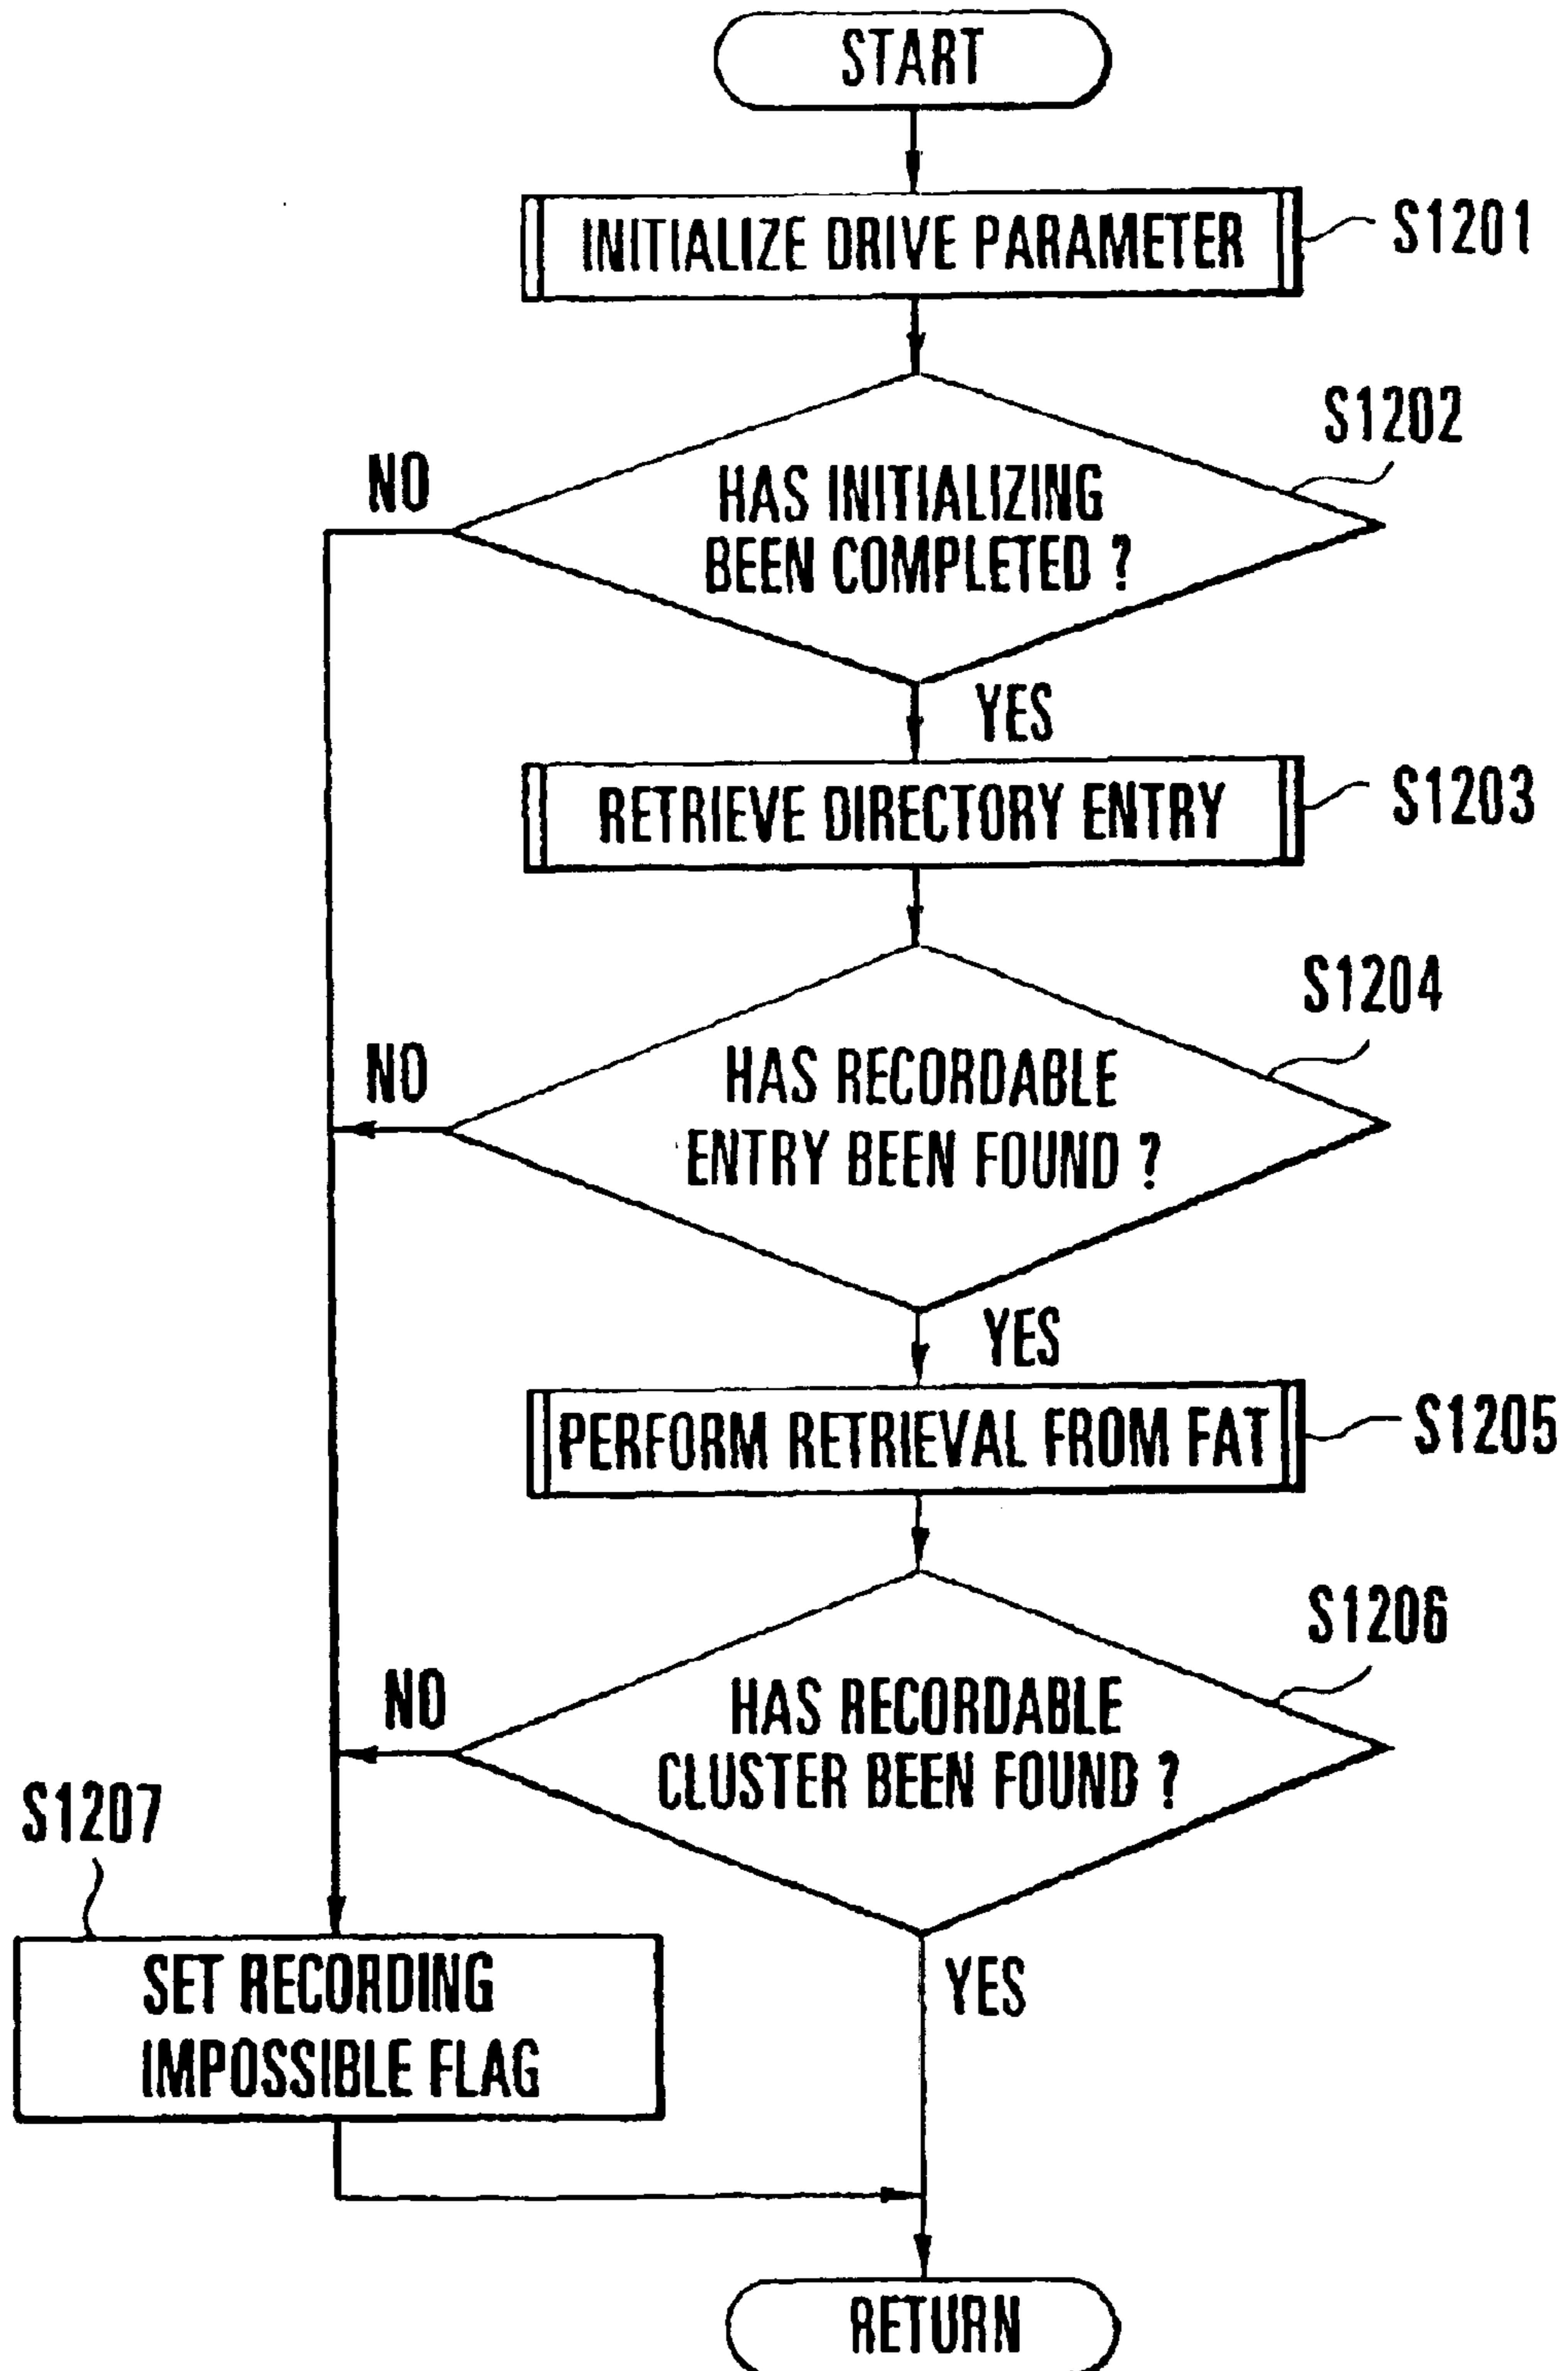 START
INITIALIZE DRIVE PARAMETER
S1201
S1202
NO
HAS INITIALIZING
BEEN COMPLETED ?
YES
RETRIEVE DIRECTORY ENTRY
S1203
S1204
NO
HAS RECORDABLE
ENTRY BEEN FOUND ?
YES
PERFORM RETRIEVAL FROM FAT
S1205
S1206
NO
HAS RECORDABLE
CLUSTER BEEN FOUND ?
S1207
SET RECORDING
IMPOSSIBLE FLAG
YES
RETURN